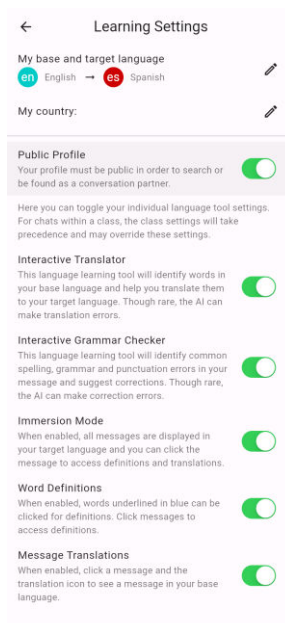 Learning Settings
My base and target language
en English → es Spanish
My country:
Public Profile
Your profile must be public in order to search or
be found as a conversation partner.
Here you can toggle your individual language tool settings.
For chats within a class, the class settings will take
precedence and may override these settings.
Interactive Translator
This language learning tool will identify words in
your base language and help you translate them
to your target language. Though rare, the AI can
make translation errors.
Interactive Grammar Checker
This language learning tool will identify common
spelling, grammar and punctuation errors in your
message and suggest corrections. Though rare,
the AI can make correction errors.
Immersion Mode
When enabled, all messages are displayed in
your target language and you can click the
message to access definitions and translations.
Word Definitions
When enabled, words underlined in blue can be
clicked for definitions. Click messages to
access definitions.
Message Translations
When enabled, click a message and the
translation icon to see a message in your base
language.